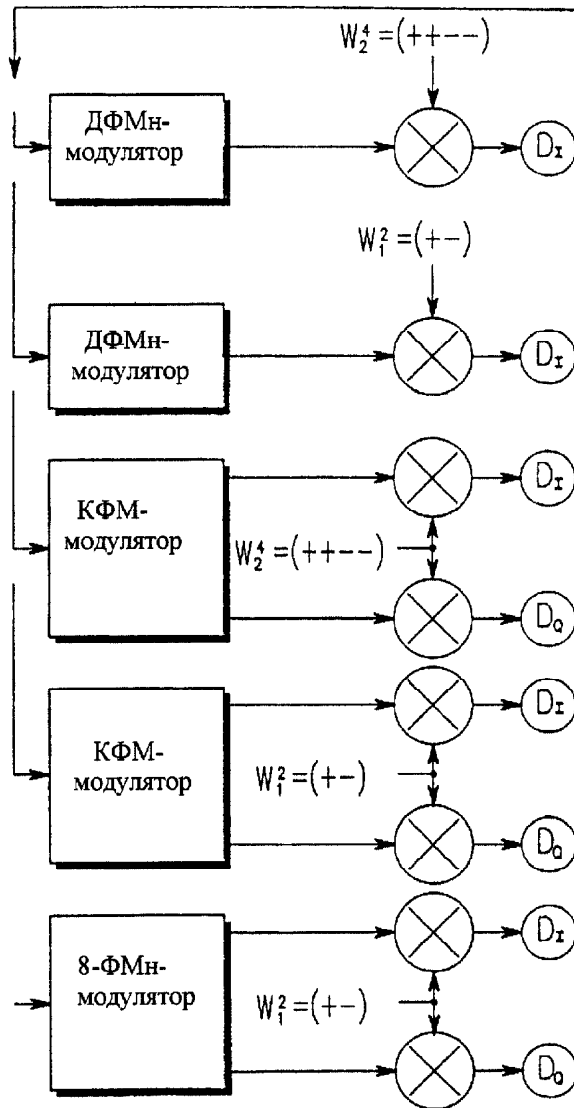 W₂⁴=(++--)
ДФМн-
модулятор
D_I
W₁²=(+-)
ДФМн-
модулятор
D_I
КФМ-
модулятор
D_I
W₂⁴=(++--)
D_Q
КФМ-
модулятор
D_I
W₁²=(+-)
D_Q
8-ФМн-
модулятор
D_I
W₁²=(+-)
D_Q